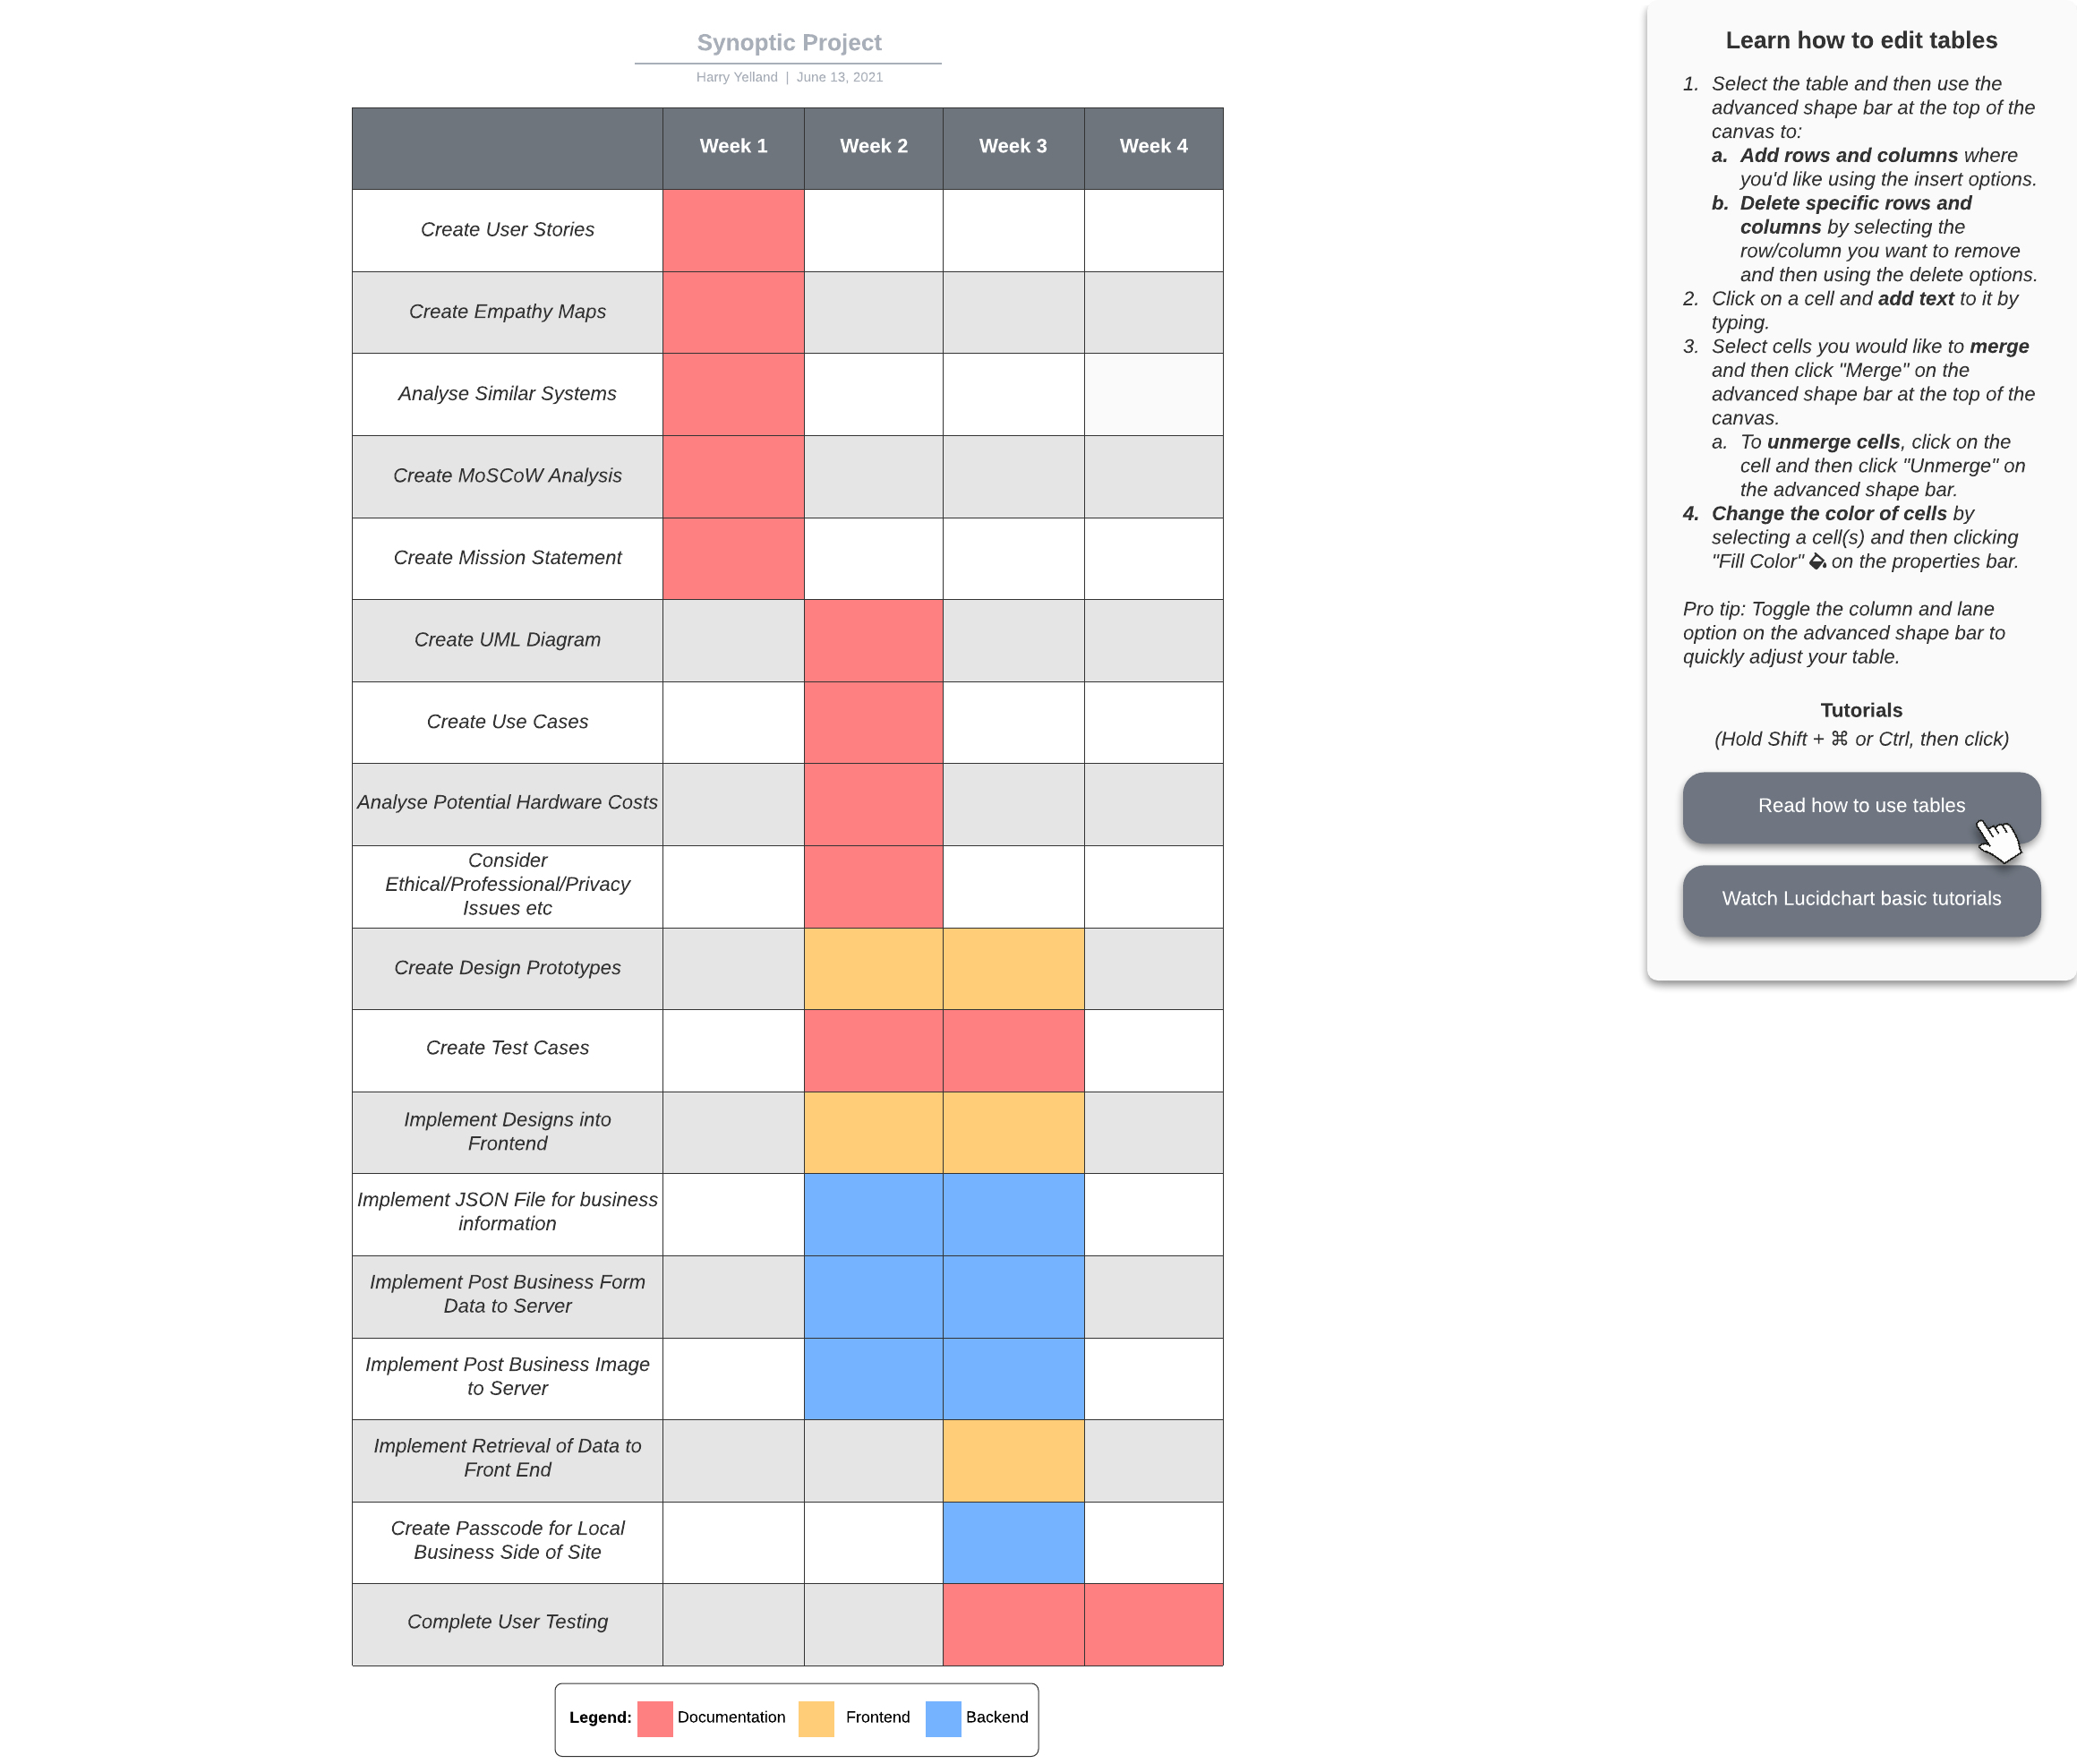 Synoptic Project
Harry Yelland | June 13, 2021
Week 1
Week 2
Week 3
Week 4
Create User Stories
Create Empathy Maps
Analyse Similar Systems
Create MoSCoW Analysis
Create Mission Statement
Create UML Diagram
Create Use Cases
Analyse Potential Hardware Costs
Consider
Ethical/Professional/Privacy
Issues etc
Create Design Prototypes
Create Test Cases
Implement Designs into
Frontend
Implement JSON File for business
information
Implement Post Business Form
Data to Server
Implement Post Business Image
to Server
Implement Retrieval of Data to
Front End
Create Passcode for Local
Business Side of Site
Complete User Testing
Legend:
Documentation
Frontend
Backend
Learn how to edit tables
1. Select the table and then use the
advanced shape bar at the top of the
canvas to:
a. Add rows and columns where
you'd like using the insert options.
b. Delete specific rows and
columns by selecting the
row/column you want to remove
and then using the delete options.
2. Click on a cell and add text to it by
typing.
3. Select cells you would like to merge
and then click "Merge" on the
advanced shape bar at the top of the
canvas.
a. To unmerge cells, click on the
cell and then click "Unmerge" on
the advanced shape bar.
4. Change the color of cells by
selecting a cell(s) and then clicking
"Fill Color" on the properties bar.
Pro tip: Toggle the column and lane
option on the advanced shape bar to
quickly adjust your table.
Tutorials
(Hold Shift + ⌘ or Ctrl, then click)
Read how to use tables
Watch Lucidchart basic tutorials